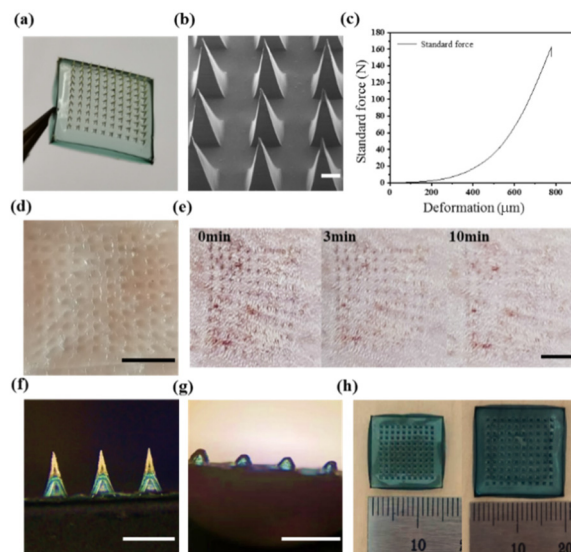 (a)
(b)
(c)
180
160
140
120
100
80
60
40
20
0
Standard force
Standard force (N)
200
400
600
800
Deformation (μm)
(d)
(e)
0min
3min
10min
(f)
(g)
(h)
10
10
20